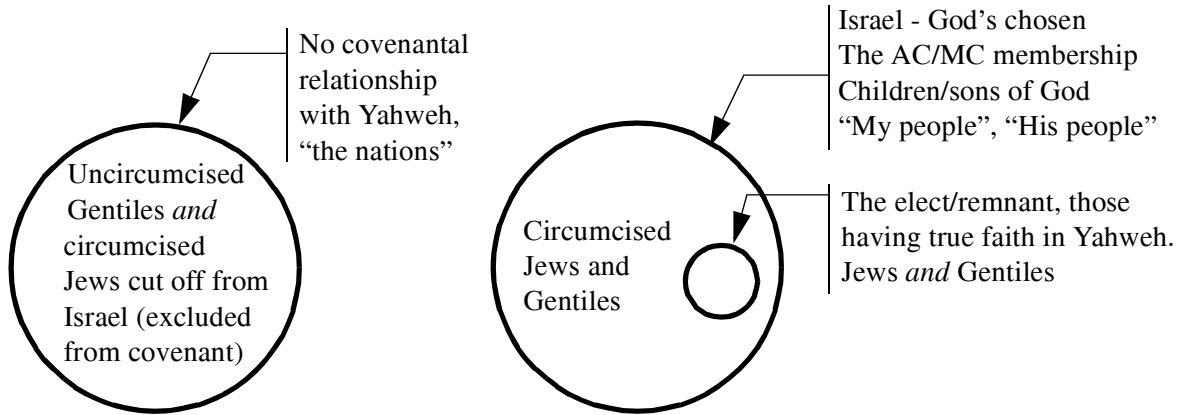 No covenantal
relationship
with Yahweh,
“the nations”
Uncircumcised
Gentiles and
circumcised
Jews cut off from
Israel (excluded
from covenant)
Israel - God’s chosen
The AC/MC membership
Children/sons of God
“My people”, “His people”
Circumcised
Jews and
Gentiles
The elect/remnant, those
having true faith in Yahweh.
Jews and Gentiles